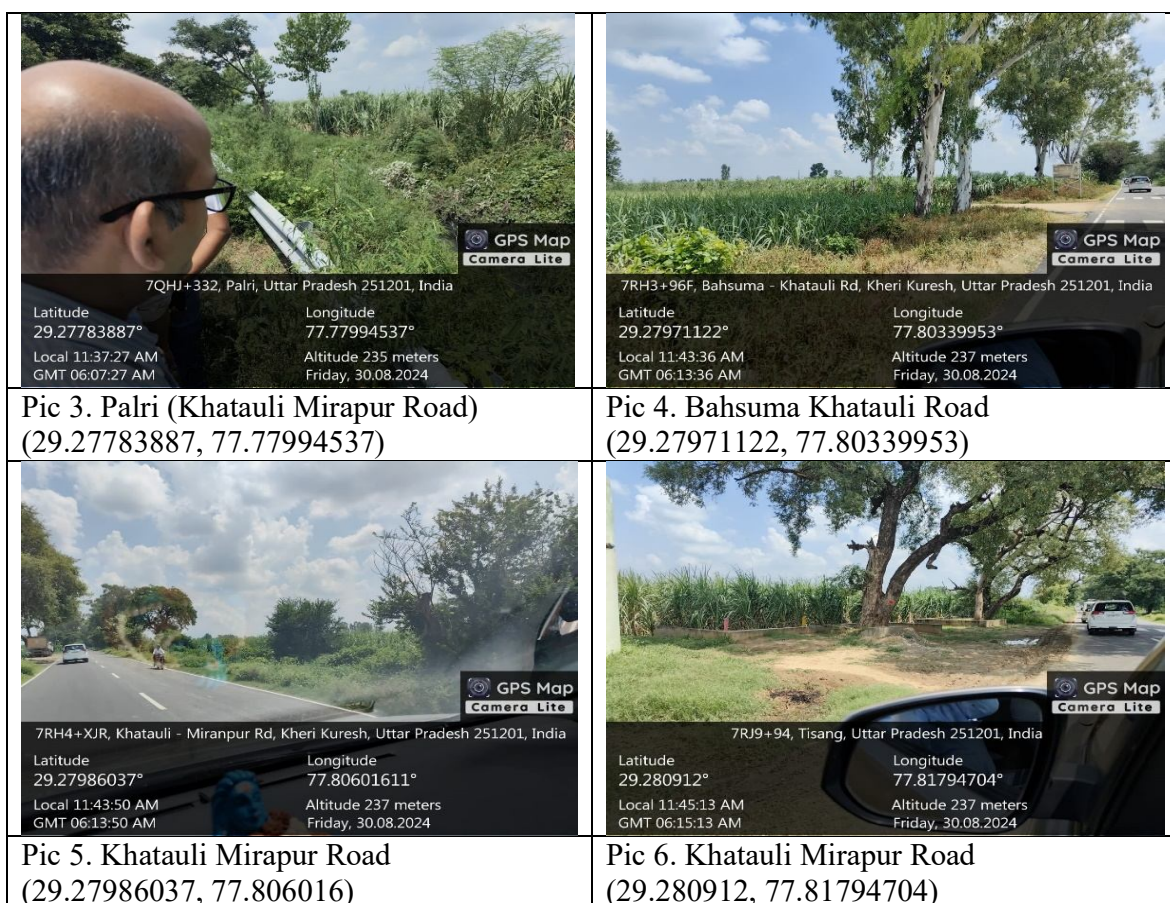 GPS Map
Camera Lite
7QHJ+332, Palri, Uttar Pradesh 251201, India
Latitude
29.27783887°
Longitude
77.77994537°
Local 11:37:27 AM
GMT 06:07:27 AM
Altitude 235 meters
Friday, 30.08.2024
Pic 3. Palri (Khatauli Mirapur Road)
(29.27783887, 77.77994537)
GPS Map
Camera Lite
7RH3+96F, Bahsuma - Khatauli Rd, Kheri Kuresh, Uttar Pradesh 251201, India
Latitude
29.27971122°
Longitude
77.80339953°
Local 11:43:36 AM
GMT 06:13:36 AM
Altitude 237 meters
Friday, 30.08.2024
Pic 4. Bahsuma Khatauli Road
(29.27971122, 77.80339953)
GPS Map
Camera Lite
7RH4+XJR, Khatauli - Miranpur Rd, Kheri Kuresh, Uttar Pradesh 251201, India
Latitude
29.27986037°
Longitude
77.80601611°
Local 11:43:50 AM
GMT 06:13:50 AM
Altitude 237 meters
Friday, 30.08.2024
Pic 5. Khatauli Mirapur Road
(29.27986037, 77.806016)
GPS Map
Camera Lite
7RJ9+94, Tisang, Uttar Pradesh 251201, India
Latitude
29.280912°
Longitude
77.81794704°
Local 11:45:13 AM
GMT 06:15:13 AM
Altitude 237 meters
Friday, 30.08.2024
Pic 6. Khatauli Mirapur Road
(29.280912, 77.81794704)